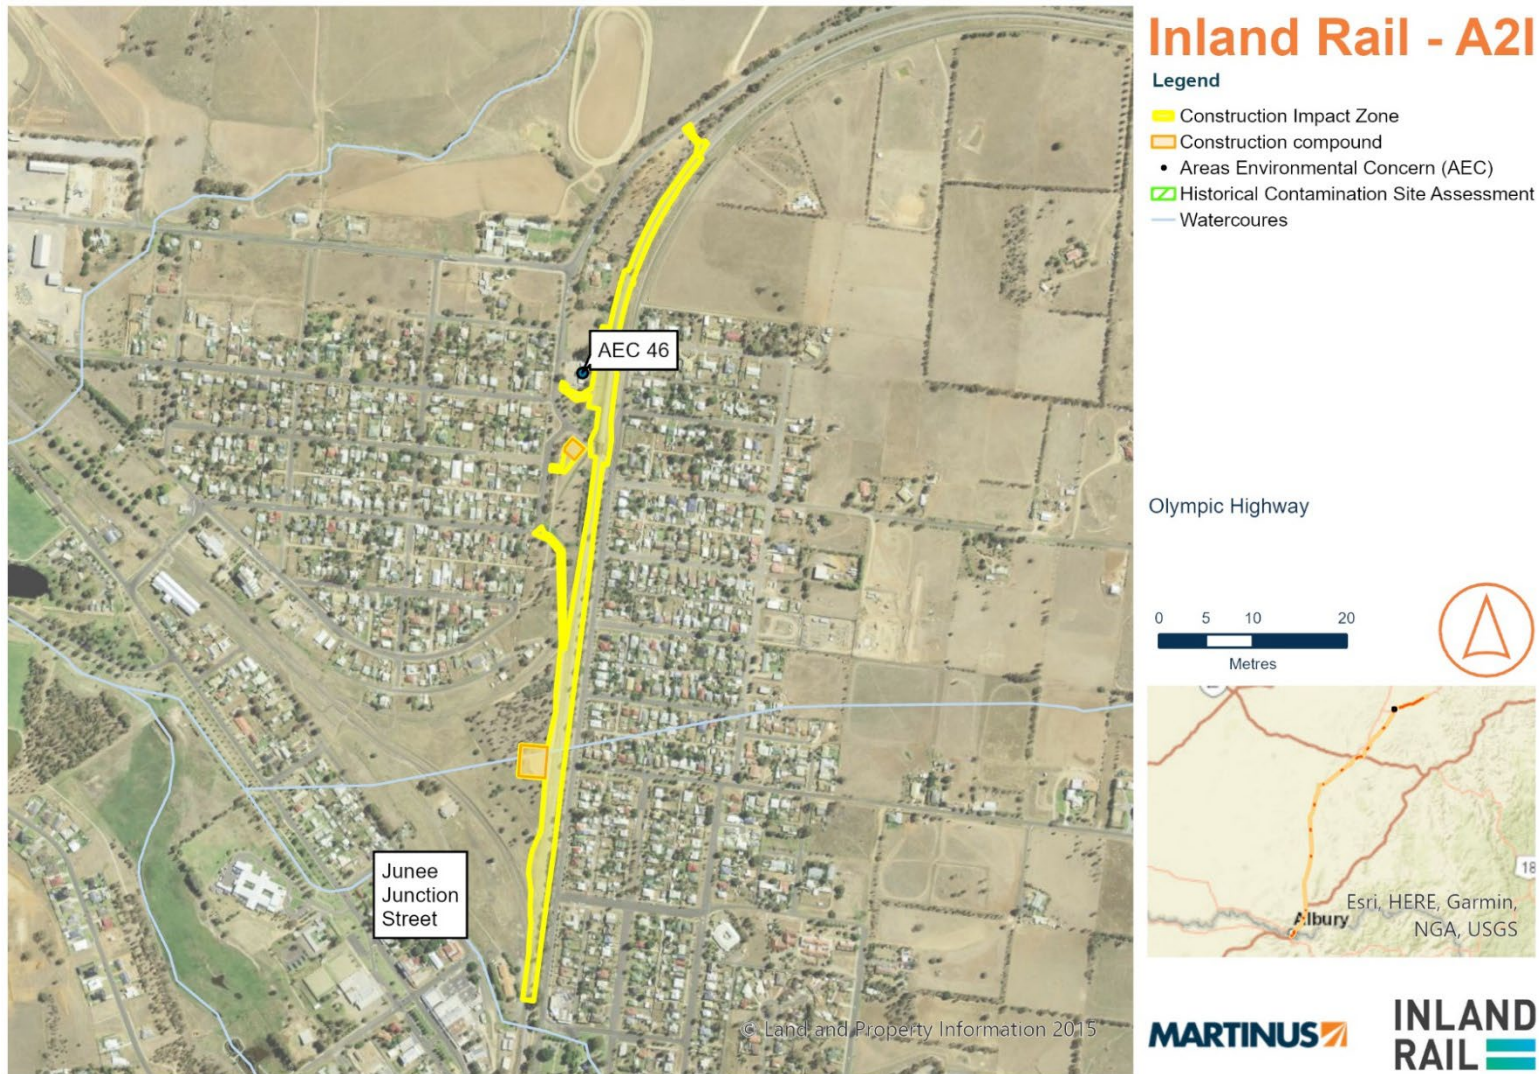 Inland Rail - A2I
Legend
Construction Impact Zone
Construction compound
Areas Environmental Concern (AEC)
Historical Contamination Site Assessment
Watercoures
AEC 46
Olympic Highway
0 5 10 20
Metres
Junee
Junction
Street
18
Esri, HERE, Garmin,
Albury
NGA, USGS
© Land and Property Information 2015
MARTINUS
INLAND
RAIL